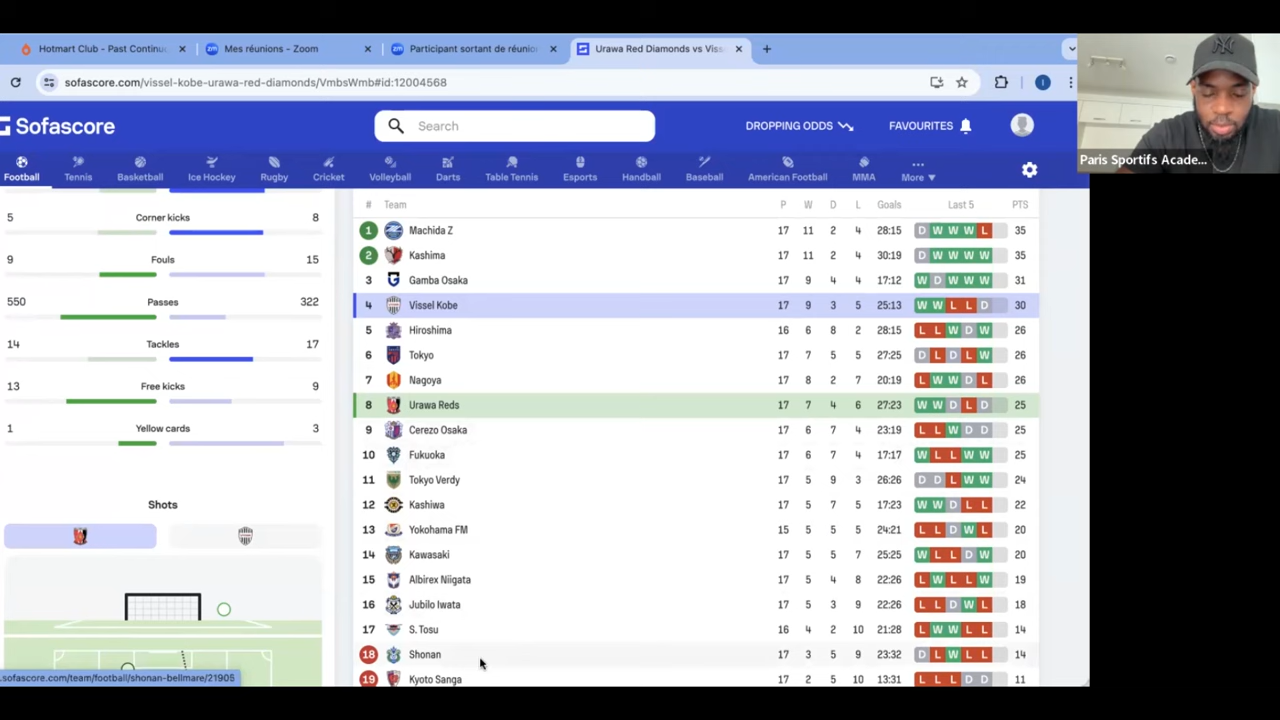 Hotmart Club - Past Continu
Mes réunions - Zoom
Participant sortant de réunio
Urawa Red Diamonds vs Visse
sofascore.com/vissel-kobe-urawa-red-diamonds/VmbsWmb#id:12004568
Paris Sportifs Acade...
Sofascore
Search
DROPPING ODDS
FAVOURITES
Football Tennis Basketball Ice Hockey Rugby Cricket Volleyball Darts Table Tennis Esports Handball Baseball American Football MMA More
# Team P W D L Goals Last 5 PTS
5 Corner kicks 8
9 Fouls 15
550 Passes 322
14 Tackles 17
13 Free kicks 9
1 Yellow cards 3
Shots
1 Machida Z 17 11 2 4 28:15 D W W W L 35
2 Kashima 17 11 2 4 30:19 D W W W W 35
3 Gamba Osaka 17 9 4 4 17:12 W D W W W 31
4 Vissel Kobe 17 9 3 5 25:13 W W L L D 30
5 Hiroshima 16 6 8 2 28:15 L L W D W 26
6 Tokyo 17 7 5 5 27:25 D L D L W 26
7 Nagoya 17 8 2 7 20:19 L W W D L 26
8 Urawa Reds 17 7 4 6 27:23 W W D L D 25
9 Cerezo Osaka 17 6 7 4 23:19 L L W D D 25
10 Fukuoka 17 6 7 4 17:17 W L L W W 25
11 Tokyo Verdy 17 5 9 3 26:26 D D L W W 24
12 Kashiwa 17 5 7 5 17:23 W W D L L 22
13 Yokohama FM 15 5 5 5 24:21 L L D W L 20
14 Kawasaki 17 5 5 7 25:25 W L L D W 20
15 Albirex Niigata 17 5 4 8 22:26 L W L L W 19
16 Jubilo Iwata 17 5 3 9 22:26 L L D W L 18
17 S. Tosu 16 4 2 10 21:28 L W W L L 14
18 Shonan 17 3 5 9 23:32 D L W L L 14
19 Kyoto Sanga 17 2 5 10 13:31 L L L D D 11
.sofascore.com/team/football/shonan-bellmare/21905